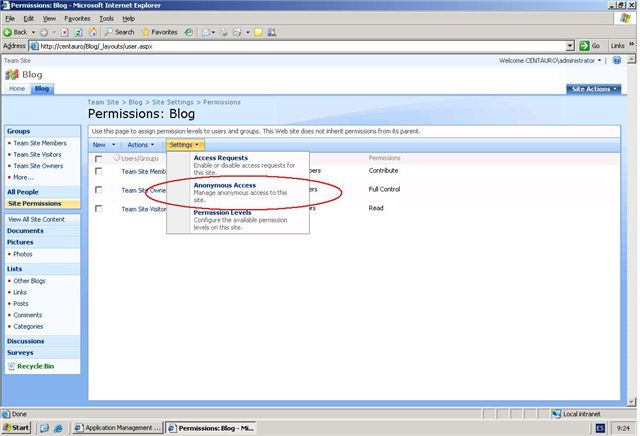 Permissions: Blog - Microsoft Internet Explorer
File Edit View Favorites Tools Help
Back Search Favorites
Address http://centauro/Blog/_layouts/user.aspx Go Links »
Team Site Welcome CENTAURO\administrator
Blog
Home Blog Site Actions
Team Site > Blog > Site Settings > Permissions
Permissions: Blog
Use this page to assign permission levels to users and groups. This Web site does not inherit permissions from its parent.
New Actions Settings
Groups
Team Site Members
Team Site Visitors
Team Site Owners
More...
All People
Site Permissions
View All Site Content
Documents
Pictures
Photos
Lists
Other Blogs
Links
Posts
Comments
Categories
Discussions
Surveys
Recycle Bin
Users/Groups Permissions
Team Site Memb Contribute
Team Site Owne Full Control
Team Site Visitor Read
Access Requests
Enable or disable access requests for
this site.
Anonymous Access
Manage anonymous access to this
site.
Permission Levels
Configure the available permission
levels on this site.
Done Local intranet
Start Application Management ... Permissions: Blog - Mi... ES 9:24